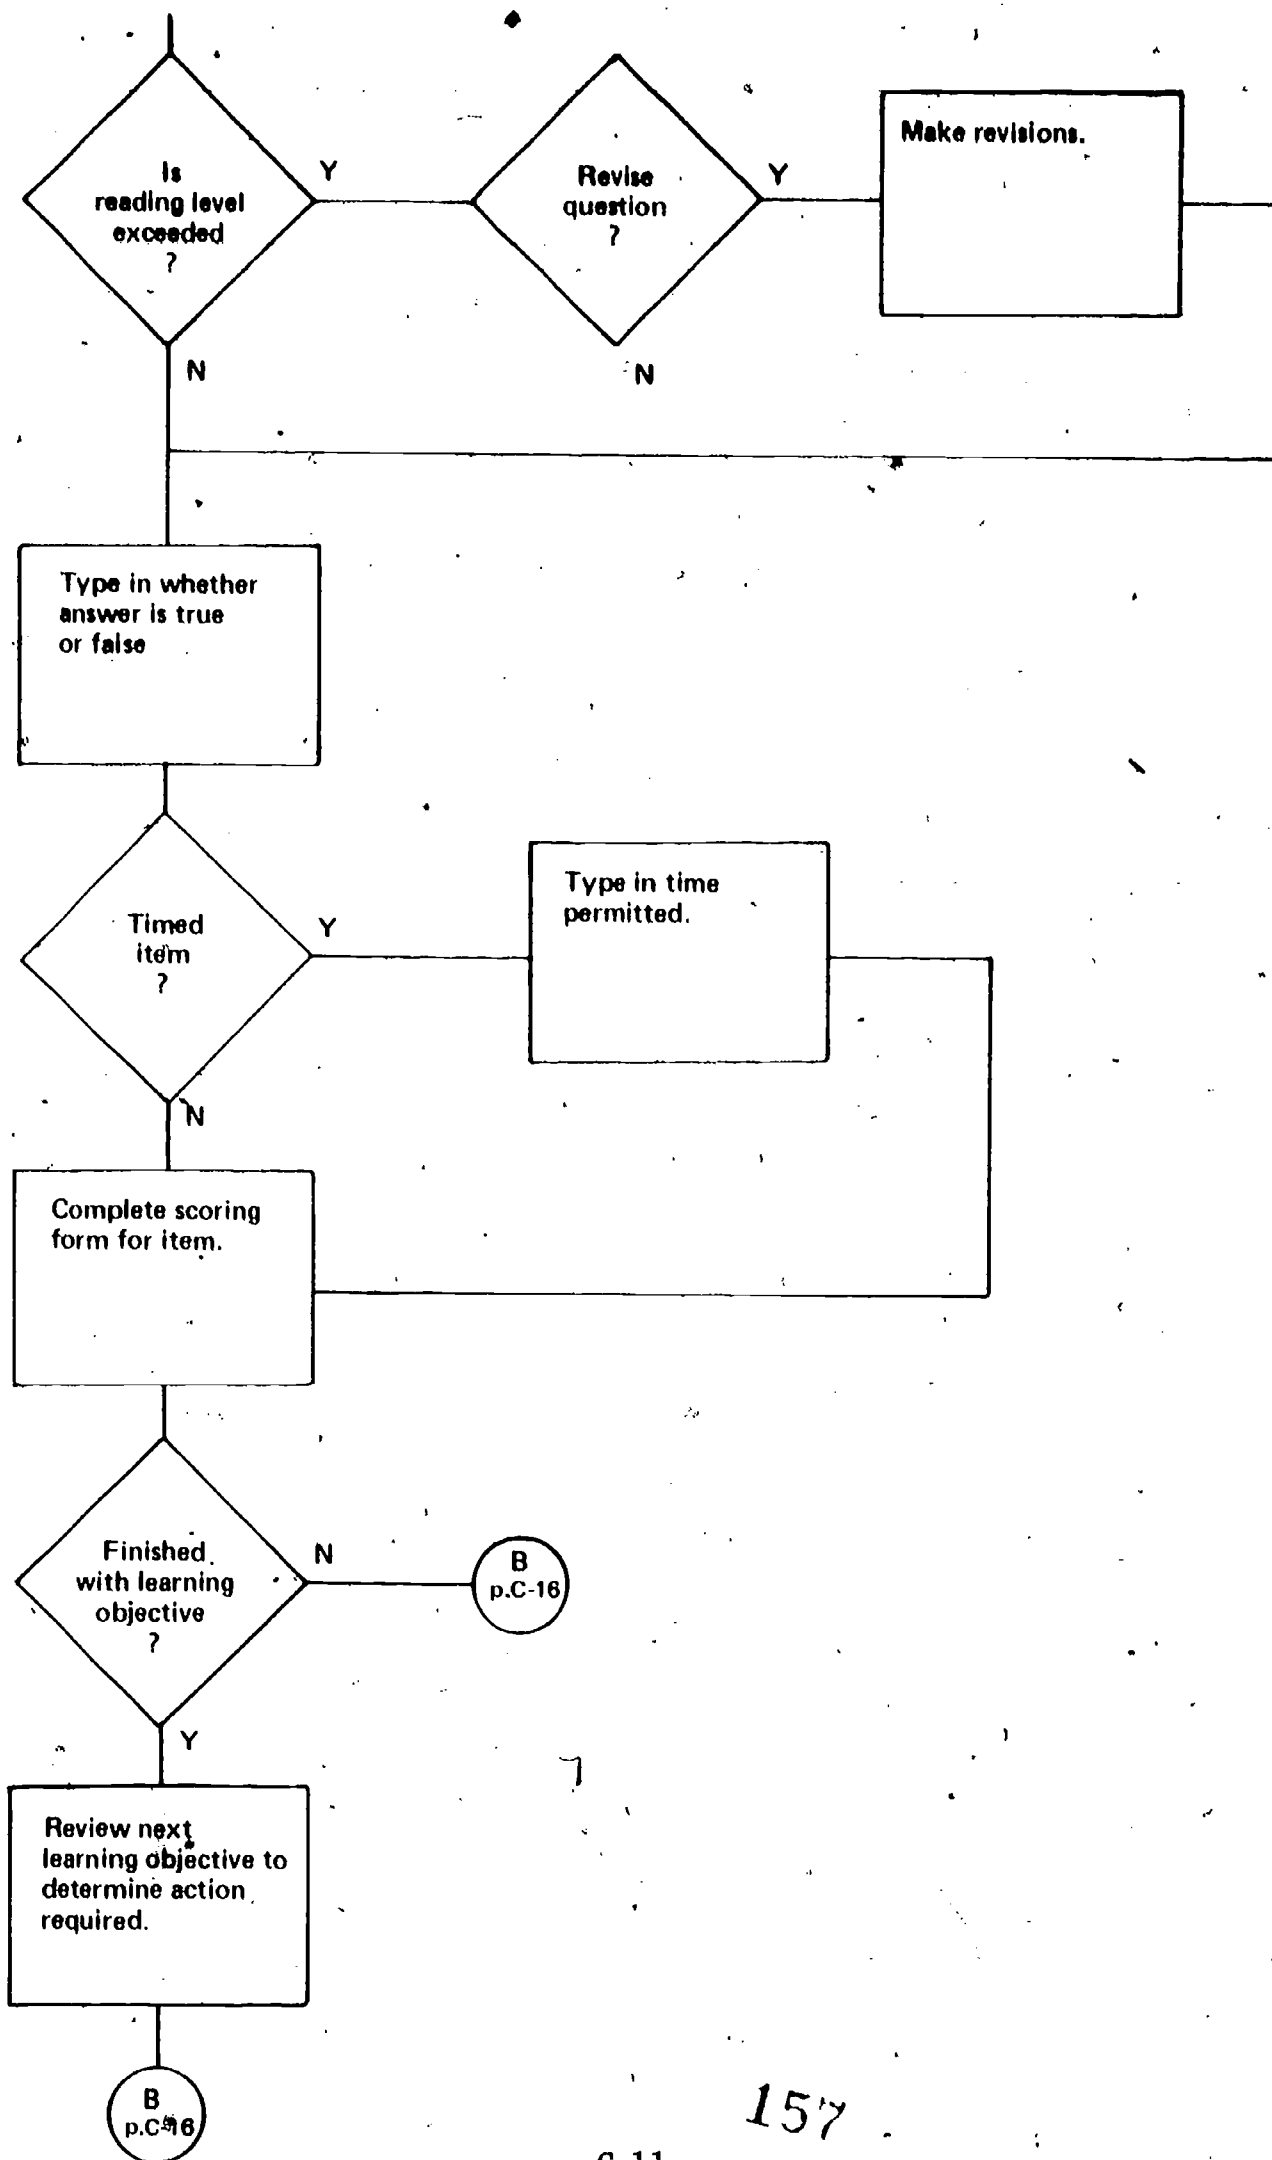 Is
reading level
exceeded
?
Y
N
Revise
question
?
Y
N
Make revisions.
Type in whether
answer is true
or false
Timed
item
?
Y
N
Type in time
permitted.
Complete scoring
form for item.
Finished
with learning
objective
?
N
B
p.C-16
Y
Review next
learning objective to
determine action
required.
B
p.C-16
157